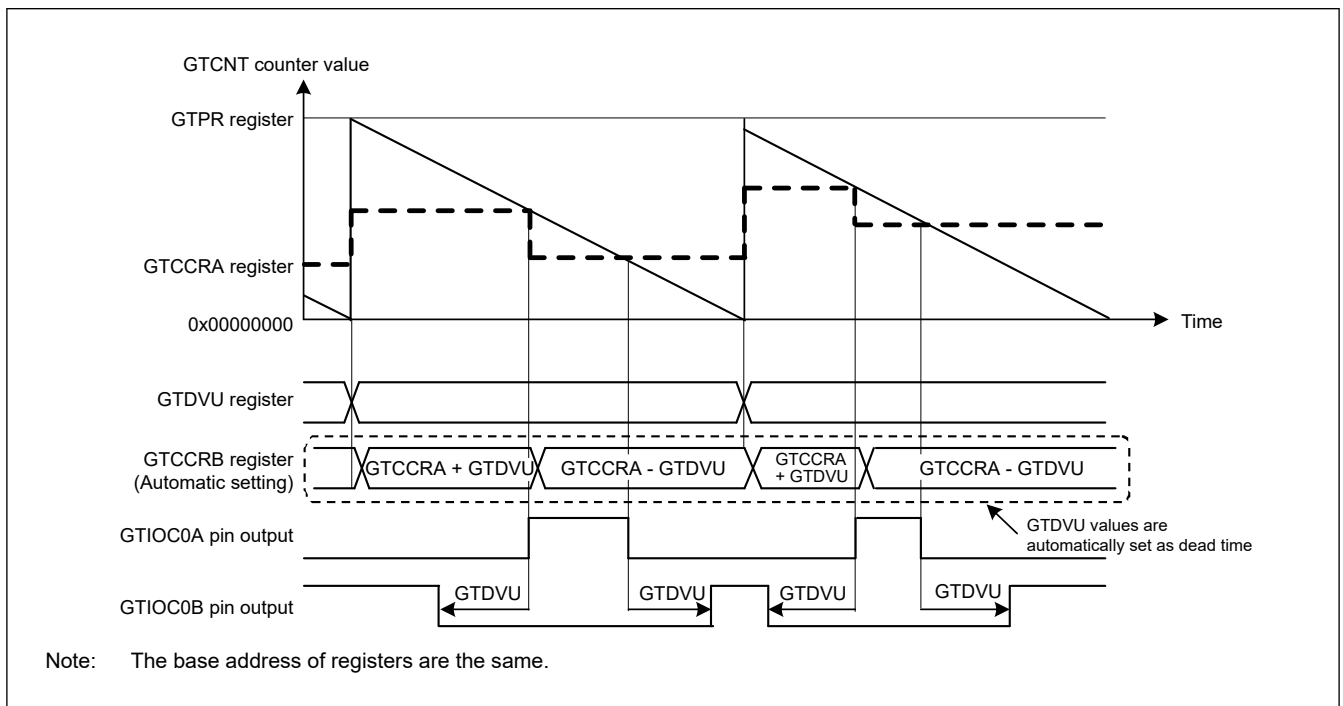 GTCNT counter value
GTPR register
GTCCRA register
0x00000000
Time
GTDVU register
GTCCRB register
(Automatic setting)
GTCCRA + GTDVU
GTCCRA - GTDVU
GTCCRA
+ GTDVU
GTCCRA - GTDVU
GTIOC0A pin output
GTDVU values are
automatically set as dead time
GTIOC0B pin output
GTDVU
GTDVU
GTDVU
GTDVU
Note: The base address of registers are the same.